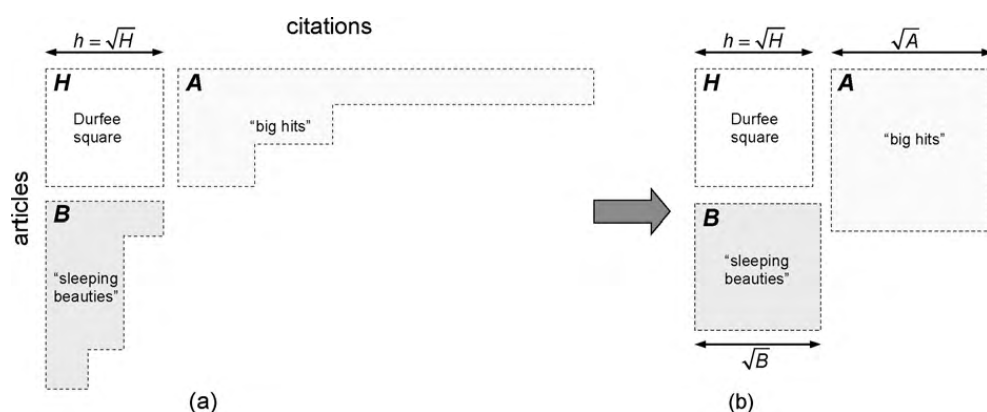 citations
h = √H
h = √H
√A
H
A
H
A
Durfee
square
"big hits"
Durfee
square
"big hits"
articles
B
B
"sleeping
beauties"
"sleeping
beauties"
√B
(a)
(b)